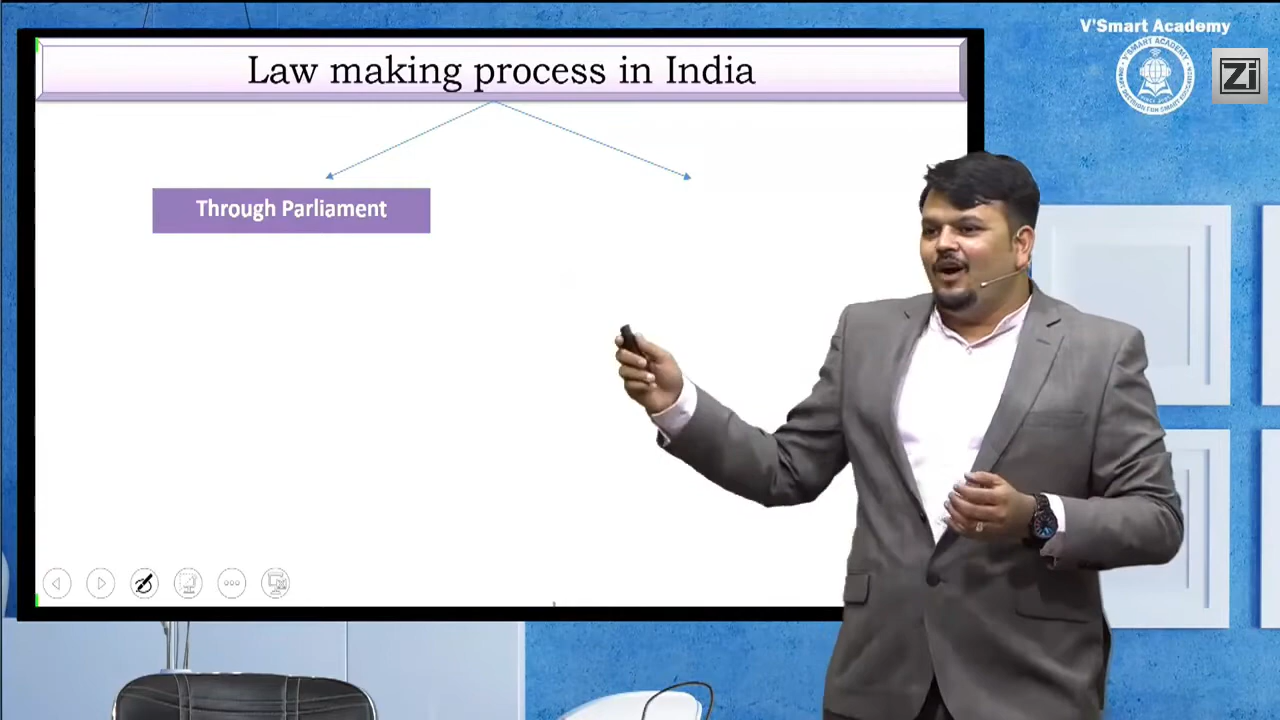 V'Smart Academy
Zi
Law making process in India
Through Parliament